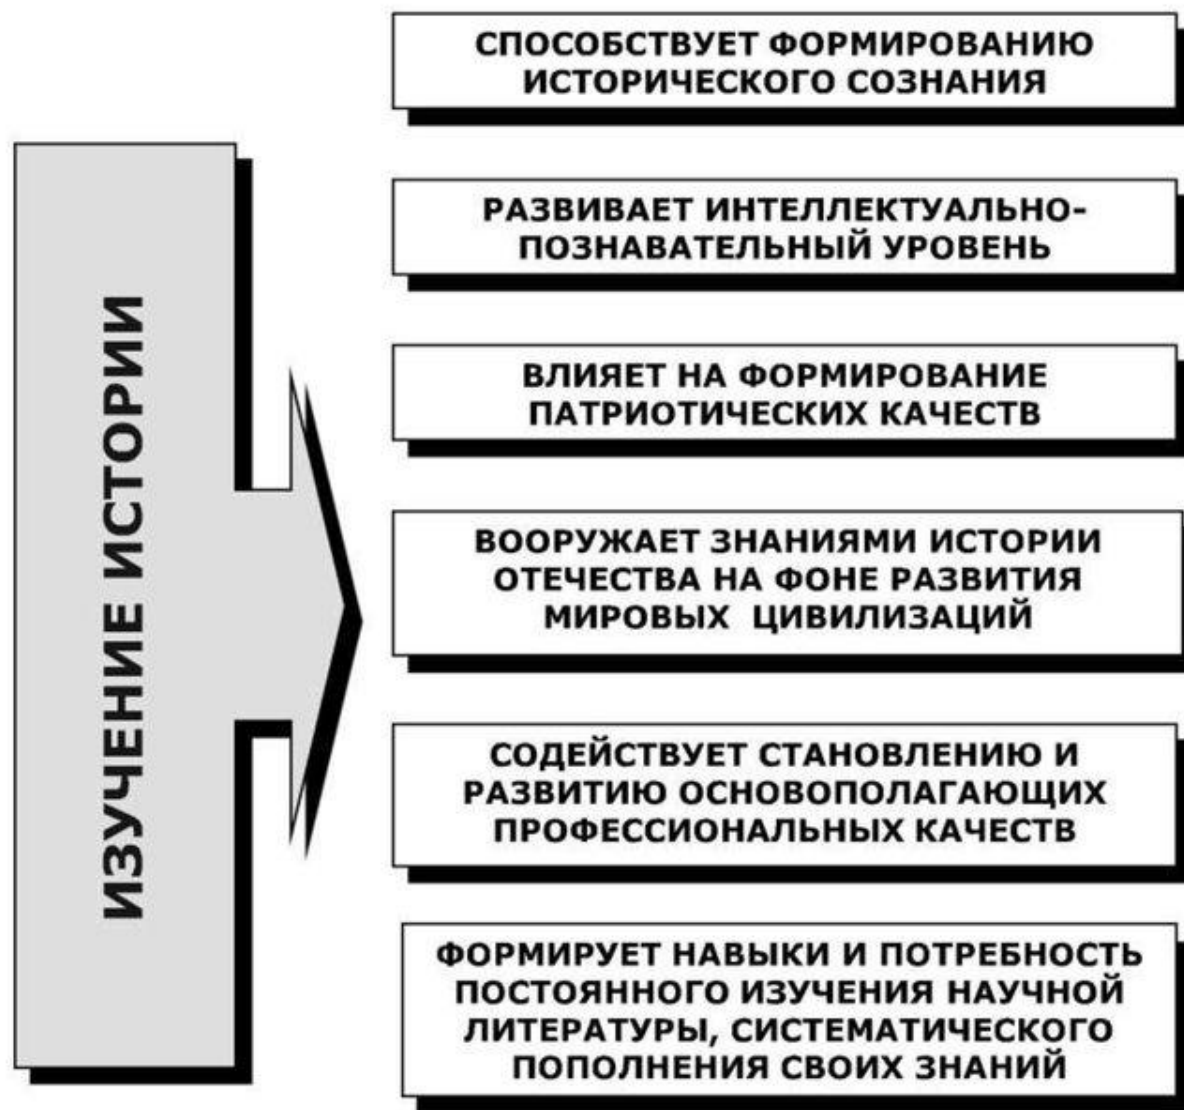 ИЗУЧЕНИЕ ИСТОРИИ
СПОСОБСТВУЕТ ФОРМИРОВАНИЮ
ИСТОРИЧЕСКОГО СОЗНАНИЯ
РАЗВИВАЕТ ИНТЕЛЛЕКТУАЛЬНО-
ПОЗНАВАТЕЛЬНЫЙ УРОВЕНЬ
ВЛИЯЕТ НА ФОРМИРОВАНИЕ
ПАТРИОТИЧЕСКИХ КАЧЕСТВ
ВООРУЖАЕТ ЗНАНИЯМИ ИСТОРИИ
ОТЕЧЕСТВА НА ФОНЕ РАЗВИТИЯ
МИРОВЫХ ЦИВИЛИЗАЦИЙ
СОДЕЙСТВУЕТ СТАНОВЛЕНИЮ И
РАЗВИТИЮ ОСНОВОПОЛАГАЮЩИХ
ПРОФЕССИОНАЛЬНЫХ КАЧЕСТВ
ФОРМИРУЕТ НАВЫКИ И ПОТРЕБНОСТЬ
ПОСТОЯННОГО ИЗУЧЕНИЯ НАУЧНОЙ
ЛИТЕРАТУРЫ, СИСТЕМАТИЧЕСКОГО
ПОПОЛНЕНИЯ СВОИХ ЗНАНИЙ